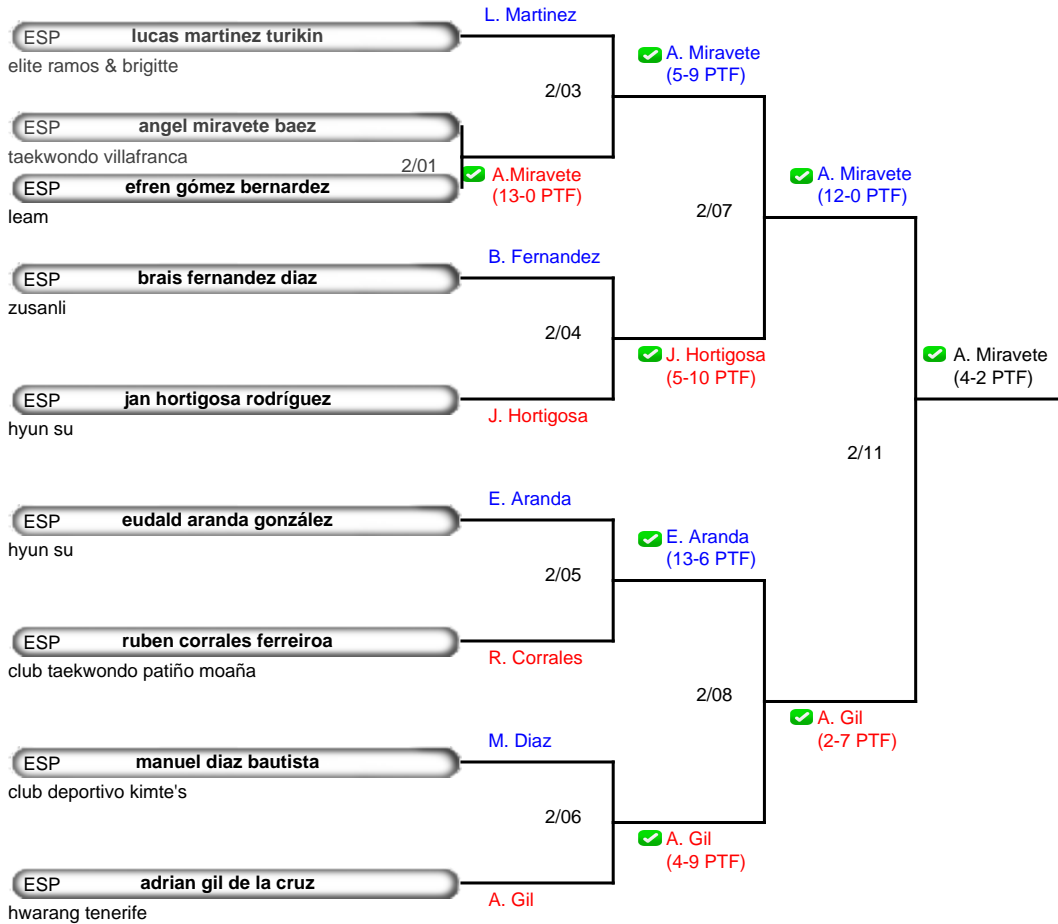 L. Martinez
ESP lucas martinez turikin
elite ramos & brigitte
A. Miravete
(5-9 PTF)
2/03
ESP angel miravete baez
taekwondo villafranca
2/01
A.Miravete
(13-0 PTF)
ESP efren gómez bernardez
leam
A. Miravete
(12-0 PTF)
2/07
B. Fernandez
ESP brais fernandez diaz
zusanli
2/04
J. Hortigosa
(5-10 PTF)
A. Miravete
(4-2 PTF)
ESP jan hortigosa rodríguez
J. Hortigosa
hyun su
2/11
E. Aranda
ESP eudald aranda gonzález
hyun su
E. Aranda
(13-6 PTF)
2/05
ESP ruben corrales ferreiroa
R. Corrales
club taekwondo patiño moaña
2/08
A. Gil
(2-7 PTF)
M. Diaz
ESP manuel diaz bautista
club deportivo kimte's
2/06
A. Gil
(4-9 PTF)
ESP adrian gil de la cruz
A. Gil
hwarang tenerife